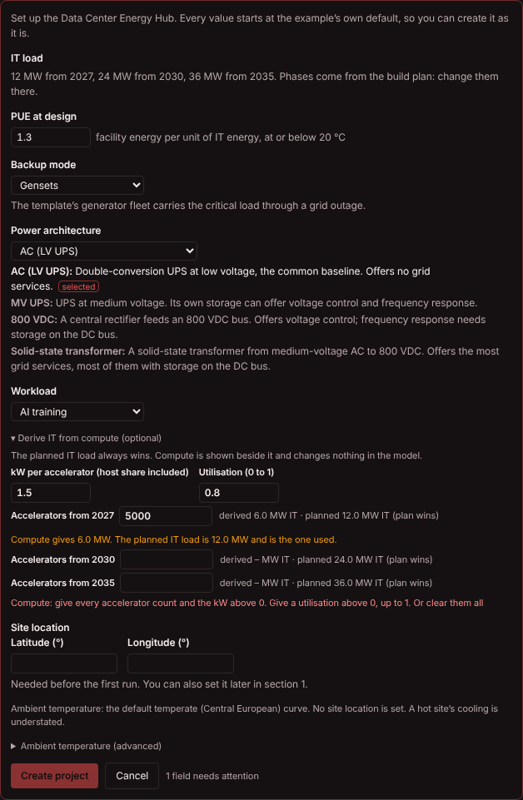 Set up the Data Center Energy Hub. Every value starts at the example's own default, so you can create it as
it is.
IT load
12 MW from 2027, 24 MW from 2030, 36 MW from 2035. Phases come from the build plan: change them
there.
PUE at design
1.3 facility energy per unit of IT energy, at or below 20 °C
Backup mode
Gensets
The template's generator fleet carries the critical load through a grid outage.
Power architecture
AC (LV UPS)
AC (LV UPS): Double-conversion UPS at low voltage, the common baseline. Offers no grid
services. selected
MV UPS: UPS at medium voltage. Its own storage can offer voltage control and frequency response.
800 VDC: A central rectifier feeds an 800 VDC bus. Offers voltage control; frequency response needs
storage on the DC bus.
Solid-state transformer: A solid-state transformer from medium-voltage AC to 800 VDC. Offers the most
grid services, most of them with storage on the DC bus.
Workload
AI training
▾ Derive IT from compute (optional)
The planned IT load always wins. Compute is shown beside it and changes nothing in the model.
kW per accelerator (host share included) Utilisation (0 to 1)
1.5 0.8
Accelerators from 2027 5000 derived 6.0 MW IT · planned 12.0 MW IT (plan wins)
Compute gives 6.0 MW. The planned IT load is 12.0 MW and is the one used.
Accelerators from 2030 derived – MW IT · planned 24.0 MW IT (plan wins)
Accelerators from 2035 derived – MW IT · planned 36.0 MW IT (plan wins)
Compute: give every accelerator count and the kW above 0. Give a utilisation above 0, up to 1. Or clear them all
Site location
Latitude (°) Longitude (°)
Needed before the first run. You can also set it later in section 1.
Ambient temperature: the default temperate (Central European) curve. No site location is set. A hot site's cooling is
understated.
▸ Ambient temperature (advanced)
Create project Cancel 1 field needs attention